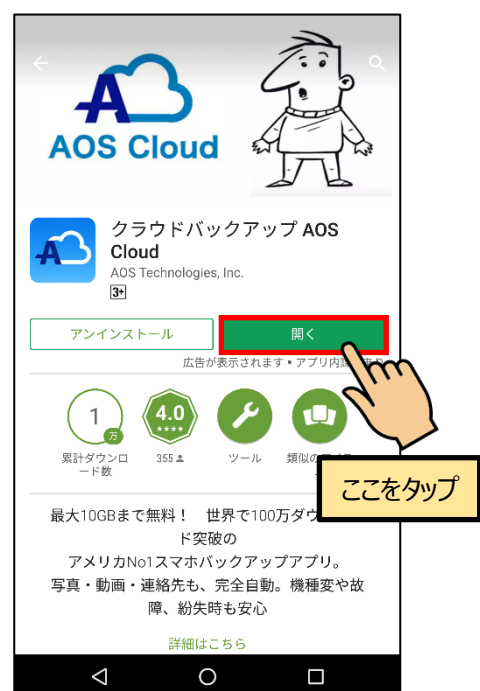 AOS Cloud
クラウドバックアップ AOS
Cloud
AOS Technologies, Inc.
3+
アンインストール
開く
広告が表示されます • アプリ内課
1
万
4.0
累計ダウンロ
ード数
355
ツール
類似の
ここをタップ
最大10GBまで無料！ 世界で100万ダウ
ド突破の
アメリカNo1スマホバックアップアプリ。
写真・動画・連絡先も、完全自動。機種変や故
障、紛失時も安心
詳細はこちら